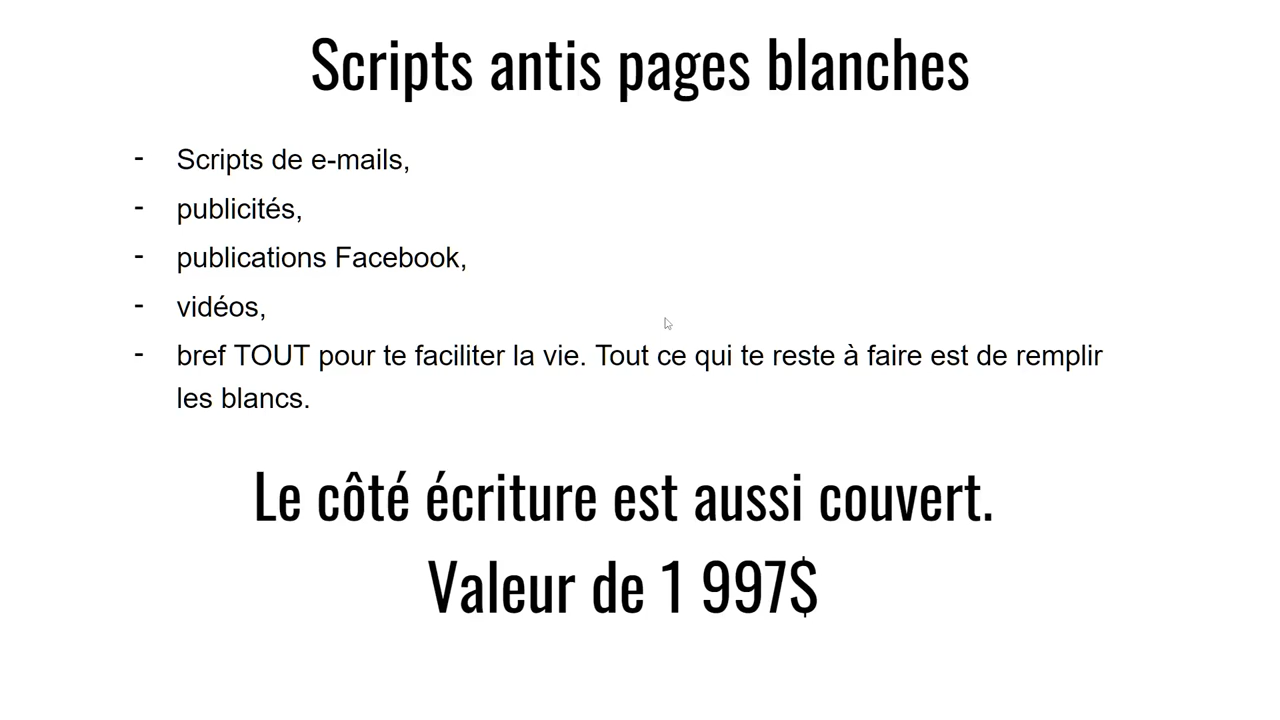 Scripts antis pages blanches
- Scripts de e-mails,
- publicités,
- publications Facebook,
- vidéos,
- bref TOUT pour te faciliter la vie. Tout ce qui te reste à faire est de remplir
les blancs.
Le côté écriture est aussi couvert.
Valeur de 1 997$